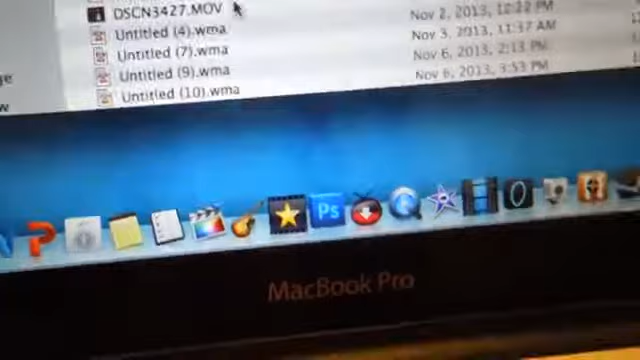 DSCN3427.MOV Nov 2, 2013, 12:22 PM
Untitled (4).wma Nov 3, 2013, 11:37 AM
Untitled (7).wma Nov 6, 2013, 2:13 PM
Untitled (9).wma Nov 6, 2013, 3:53 PM
Untitled (10).wma
Ps
MacBook Pro